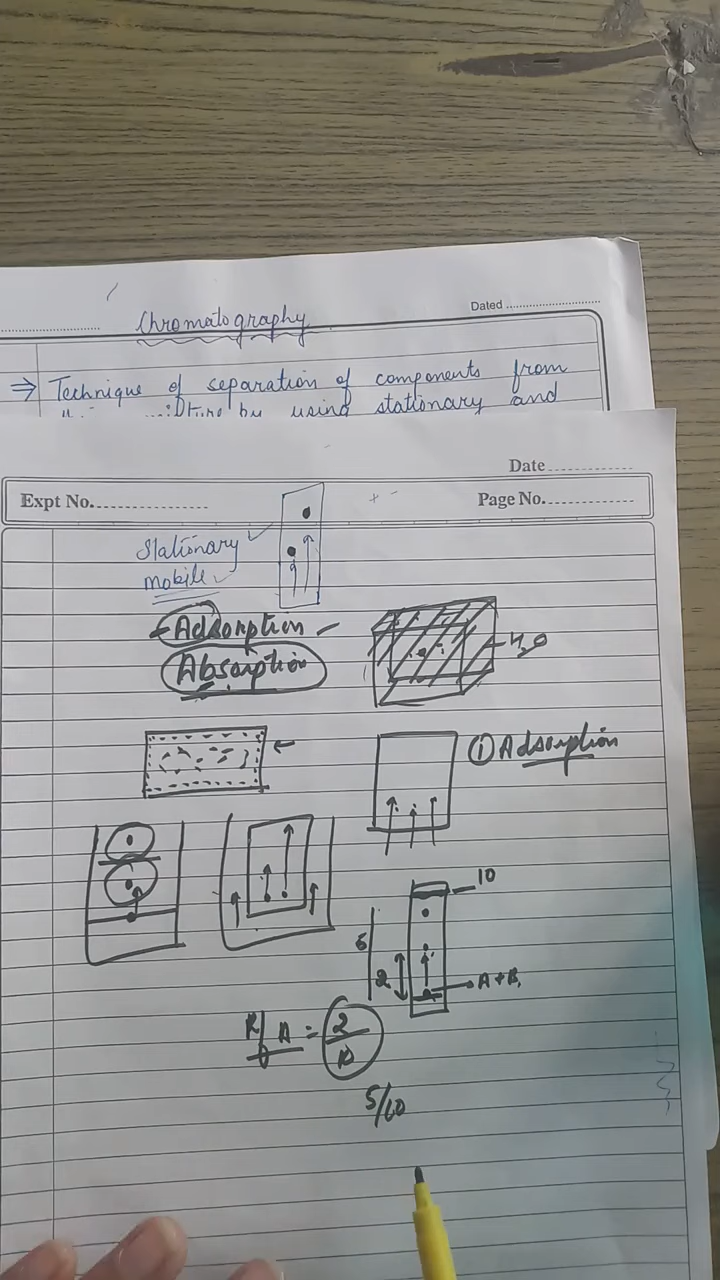 Dated
Chromatography
⇒ Technique of separation of components from
by using stationary and
Date
Expt No.
Page No.
+ -
Stationary
mobile
Adsorption
Absorption
H2O
① Adsorption
10
6
2
A+B
Rf A = 2/10
5/10